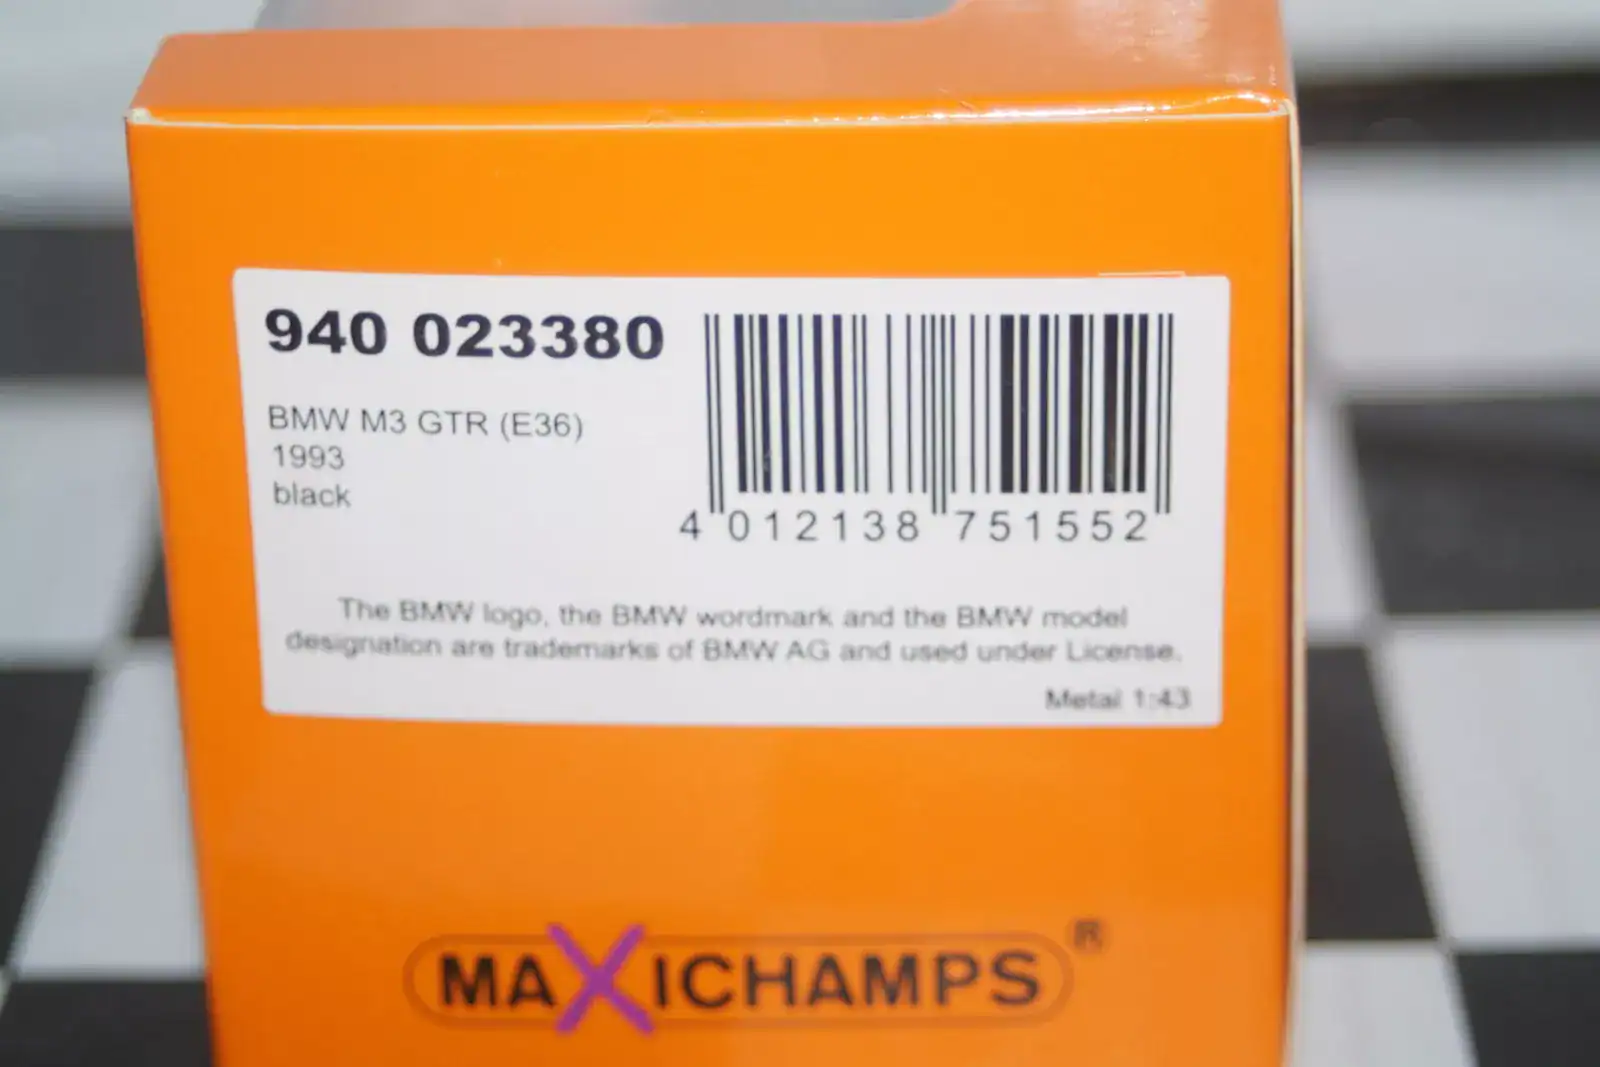 940 023380
BMW M3 GTR (E36)
1993
black
4 012138 751552
The BMW logo, the BMW wordmark and the BMW model
designation are trademarks of BMW AG and used under License.
Metal 1:43
MAXICHAMPS®